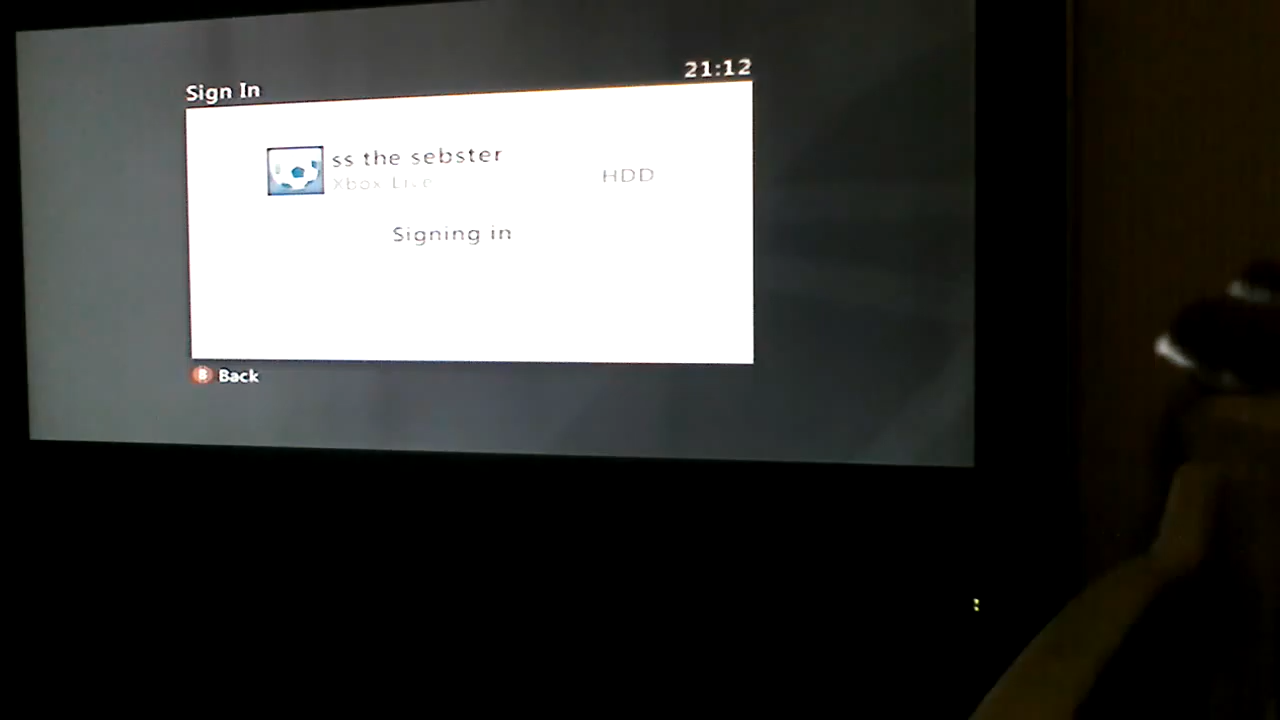 21:12
Sign In
ss the sebster
Xbox Live
HDD
Signing in
B Back